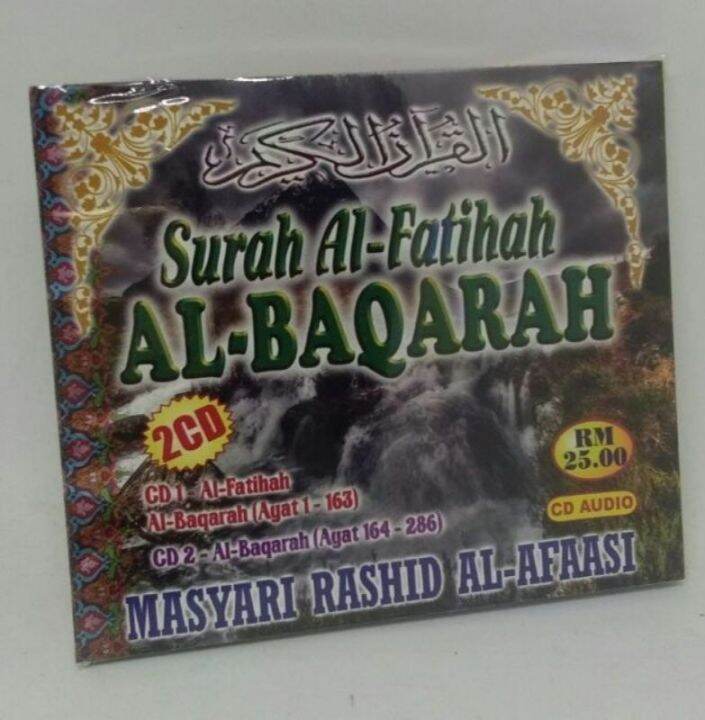 القرآن الكريم
Surah Al-Fatihah
AL-BAQARAH
2CD
RM
25.00
CD 1 - Al-Fatihah
Al-Baqarah (Ayat 1 - 163)
CD AUDIO
CD 2 - Al-Baqarah (Ayat 164 - 286)
MASYARI RASHID AL-AFAASI